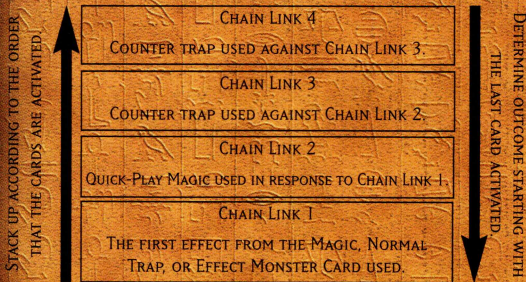 STACK UP ACCORDING TO THE ORDER
THAT THE CARDS ARE ACTIVATED.
CHAIN LINK 4
COUNTER TRAP USED AGAINST CHAIN LINK 3.
CHAIN LINK 3
COUNTER TRAP USED AGAINST CHAIN LINK 2.
CHAIN LINK 2
QUICK-PLAY MAGIC USED IN RESPONSE TO CHAIN LINK 1.
CHAIN LINK 1
THE FIRST EFFECT FROM THE MAGIC, NORMAL
TRAP, OR EFFECT MONSTER CARD USED.
DETERMINE OUTCOME STARTING WITH
THE LAST CARD ACTIVATED.